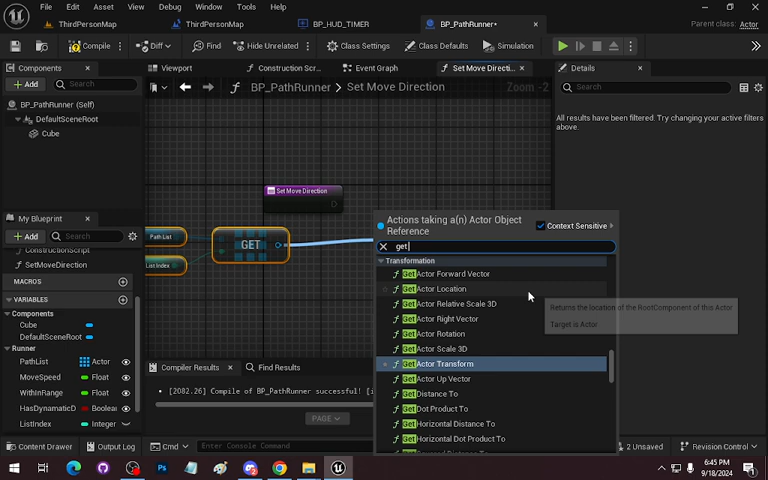 File Edit Asset View Debug Window Tools Help
ThirdPersonMap ThirdPersonMap BP_HUD_TIMER BP_PathRunner•
Parent class: Actor
Compile Diff Find Hide Unrelated Class Settings Class Defaults Simulation
Components Viewport Construction Scr... Event Graph Set Move Directi... Details
+ Add Search
BP_PathRunner > Set Move Direction Zoom -2
Search
BP_PathRunner (Self)
DefaultSceneRoot
Cube
All results have been filtered. Try changing your active filters
above.
Set Move Direction
My Blueprint
+ Add Search
ConstructionScript
SetMoveDirection
MACROS
VARIABLES
Components
Cube
DefaultSceneRoot
Runner
PathList Actor
MoveSpeed Float
WithinRange Float
HasDynamaticD Boolean
ListIndex Integer
Path List
GET
List Index
Actions taking a(n) Actor Object
Reference
Context Sensitive
get
Transformation
Get Actor Forward Vector
Get Actor Location
Get Actor Relative Scale 3D
Get Actor Right Vector
Get Actor Rotation
Get Actor Scale 3D
Get Actor Transform
Get Actor Up Vector
Get Distance To
Get Dot Product To
Get Horizontal Distance To
Get Horizontal Dot Product To
Returns the location of the RootComponent of this Actor
Target is Actor
Compiler Results Find Results
• [2082.26] Compile of BP_PathRunner successful! [i
PAGE
Content Drawer Output Log Cmd Enter Console Command 2 Unsaved Revision Control
6:45 PM
9/18/2024